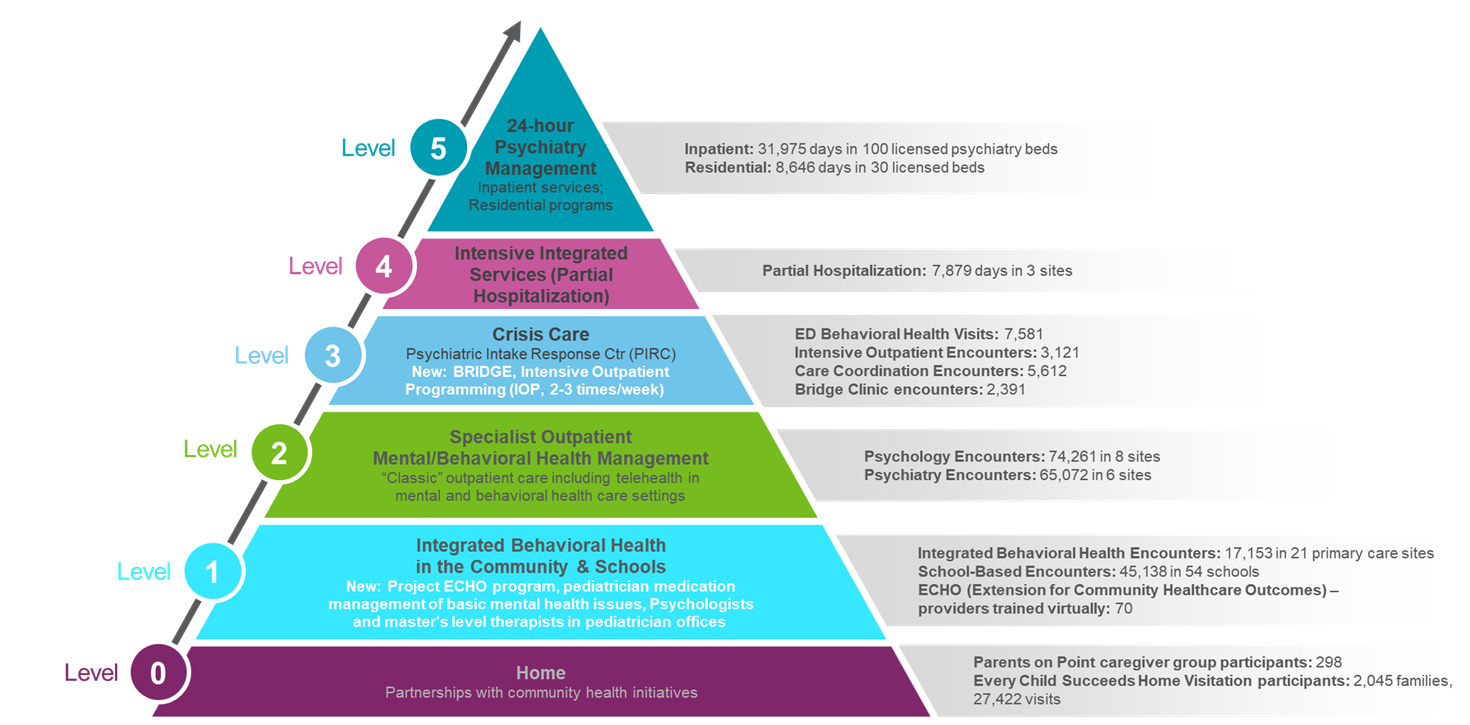 Level 5
24-hour
Psychiatry
Management
Inpatient services;
Residential programs
Inpatient: 31,975 days in 100 licensed psychiatry beds
Residential: 8,646 days in 30 licensed beds
Level 4
Intensive Integrated
Services (Partial
Hospitalization)
Partial Hospitalization: 7,879 days in 3 sites
Level 3
Crisis Care
Psychiatric Intake Response Ctr (PIRC)
New: BRIDGE, Intensive Outpatient
Programming (IOP, 2-3 times/week)
ED Behavioral Health Visits: 7,581
Intensive Outpatient Encounters: 3,121
Care Coordination Encounters: 5,612
Bridge Clinic encounters: 2,391
Level 2
Specialist Outpatient
Mental/Behavioral Health Management
“Classic” outpatient care including telehealth in
mental and behavioral health care settings
Psychology Encounters: 74,261 in 8 sites
Psychiatry Encounters: 65,072 in 6 sites
Level 1
Integrated Behavioral Health
in the Community & Schools
New: Project ECHO program, pediatrician medication
management of basic mental health issues, Psychologists
and master's level therapists in pediatrician offices
Integrated Behavioral Health Encounters: 17,153 in 21 primary care sites
School-Based Encounters: 45,138 in 54 schools
ECHO (Extension for Community Healthcare Outcomes) –
providers trained virtually: 70
Level 0
Home
Partnerships with community health initiatives
Parents on Point caregiver group participants: 298
Every Child Succeeds Home Visitation participants: 2,045 families,
27,422 visits